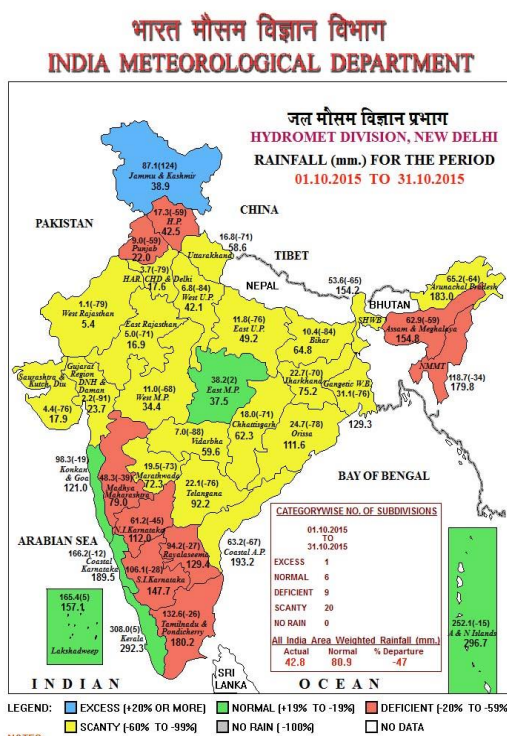 भारत मौसम विज्ञान विभाग
INDIA METEOROLOGICAL DEPARTMENT
जल मौसम विज्ञान प्रभाग
HYDROMET DIVISION, NEW DELHI
RAINFALL (mm.) FOR THE PERIOD
01.10.2015 TO 31.10.2015
87.1(124)
Jammu & Kashmir
38.9
CHINA
PAKISTAN
17.3(-59)
H.P.
42.5
9.0(-59)
Punjab
22.0
16.8(-71)
Uttarakhand
58.6
TIBET
3.7(-79)
HAR. CHD & Delhi
17.6
6.8(-84)
West U.P.
42.1
NEPAL
53.6(-65)
154.2
SHWB
BHUTAN
65.2(-64)
Arunachal Pradesh
183.0
1.1(-79)
West Rajasthan
5.4
East Rajasthan
5.0(-71)
16.9
11.8(-76)
East U.P.
49.2
10.4(-84)
Bihar
64.8
62.9(-59)
Assam & Meghalaya
154.8
NMMT
118.7(-34)
179.8
Saurashtra &
Kutch, Diu
4.4(-76)
17.9
Gujarat
Region
DNH &
Daman
2.2(-91)
23.7
11.0(-68)
West M.P.
34.4
38.2(2)
East M.P.
37.5
22.7(-70)
Jharkhand
75.2
Gangetic W.B.
31.1(-76)
129.3
18.0(-71)
Chhattisgarh
62.3
24.7(-78)
Orissa
111.6
7.0(-88)
Vidarbha
59.6
98.3(-19)
Konkan
& Goa
121.0
48.3(-39)
Madhya
Maharashtra
79.0
19.5(-73)
Marathwada
72.3
22.1(-76)
Telangana
92.2
BAY OF BENGAL
ARABIAN SEA
61.2(-45)
N.I.Karnataka
112.0
63.2(-67)
Coastal A.P.
193.2
166.2(-12)
Coastal
Karnataka
189.5
94.2(-27)
Rayalaseema
129.4
106.1(-28)
S.I.Karnataka
147.7
165.4(5)
157.1
Lakshadweep
308.0(5)
Kerala
292.3
132.6(-26)
Tamilnadu &
Pondicherry
180.2
252.1(-15)
A & N Islands
296.7
CATEGORYWISE NO. OF SUBDIVISIONS
01.10.2015
TO
31.10.2015
EXCESS 1
NORMAL 6
DEFICIENT 9
SCANTY 20
NO RAIN 0
All India Area Weighted Rainfall (mm.)
Actual Normal % Departure
42.8 80.9 -47
SRI
LANKA
INDIAN OCEAN
LEGEND: EXCESS (+20% OR MORE) NORMAL (+19% TO -19%) DEFICIENT (-20% TO -59%)
SCANTY (-60% TO -99%) NO RAIN (-100%) NO DATA